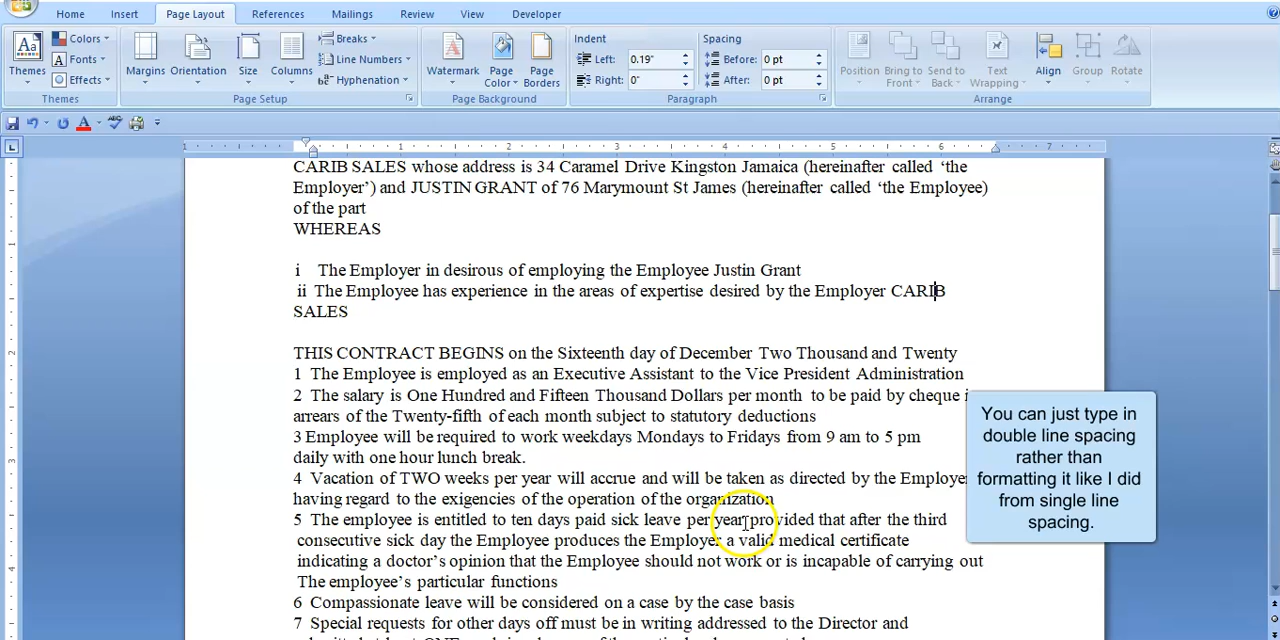 Home Insert Page Layout References Mailings Review View Developer
Colors Breaks Indent Spacing
Fonts Line Numbers Left: 0.19" Before: 0 pt
Themes Effects Margins Orientation Size Columns Hyphenation Watermark Page Color Page Borders Right: 0" After: 0 pt Position Bring to Front Send to Back Text Wrapping Align Group Rotate
Themes Page Setup Page Background Paragraph Arrange
1 1 2 3 4 5 6 7
CARIB SALES whose address is 34 Caramel Drive Kingston Jamaica (hereinafter called ‘the
Employer’) and JUSTIN GRANT of 76 Marymount St James (hereinafter called ‘the Employee)
of the part
WHEREAS
i The Employer in desirous of employing the Employee Justin Grant
ii The Employee has experience in the areas of expertise desired by the Employer CARIB
SALES
THIS CONTRACT BEGINS on the Sixteenth day of December Two Thousand and Twenty
1 The Employee is employed as an Executive Assistant to the Vice President Administration
2 The salary is One Hundred and Fifteen Thousand Dollars per month to be paid by cheque i
arrears of the Twenty-fifth of each month subject to statutory deductions
3 Employee will be required to work weekdays Mondays to Fridays from 9 am to 5 pm
daily with one hour lunch break.
4 Vacation of TWO weeks per year will accrue and will be taken as directed by the Employer
having regard to the exigencies of the operation of the organization
5 The employee is entitled to ten days paid sick leave per year provided that after the third
consecutive sick day the Employee produces the Employer a valid medical certificate
indicating a doctor’s opinion that the Employee should not work or is incapable of carrying out
The employee’s particular functions
6 Compassionate leave will be considered on a case by the case basis
7 Special requests for other days off must be in writing addressed to the Director and
You can just type in
double line spacing
rather than
formatting it like I did
from single line
spacing.